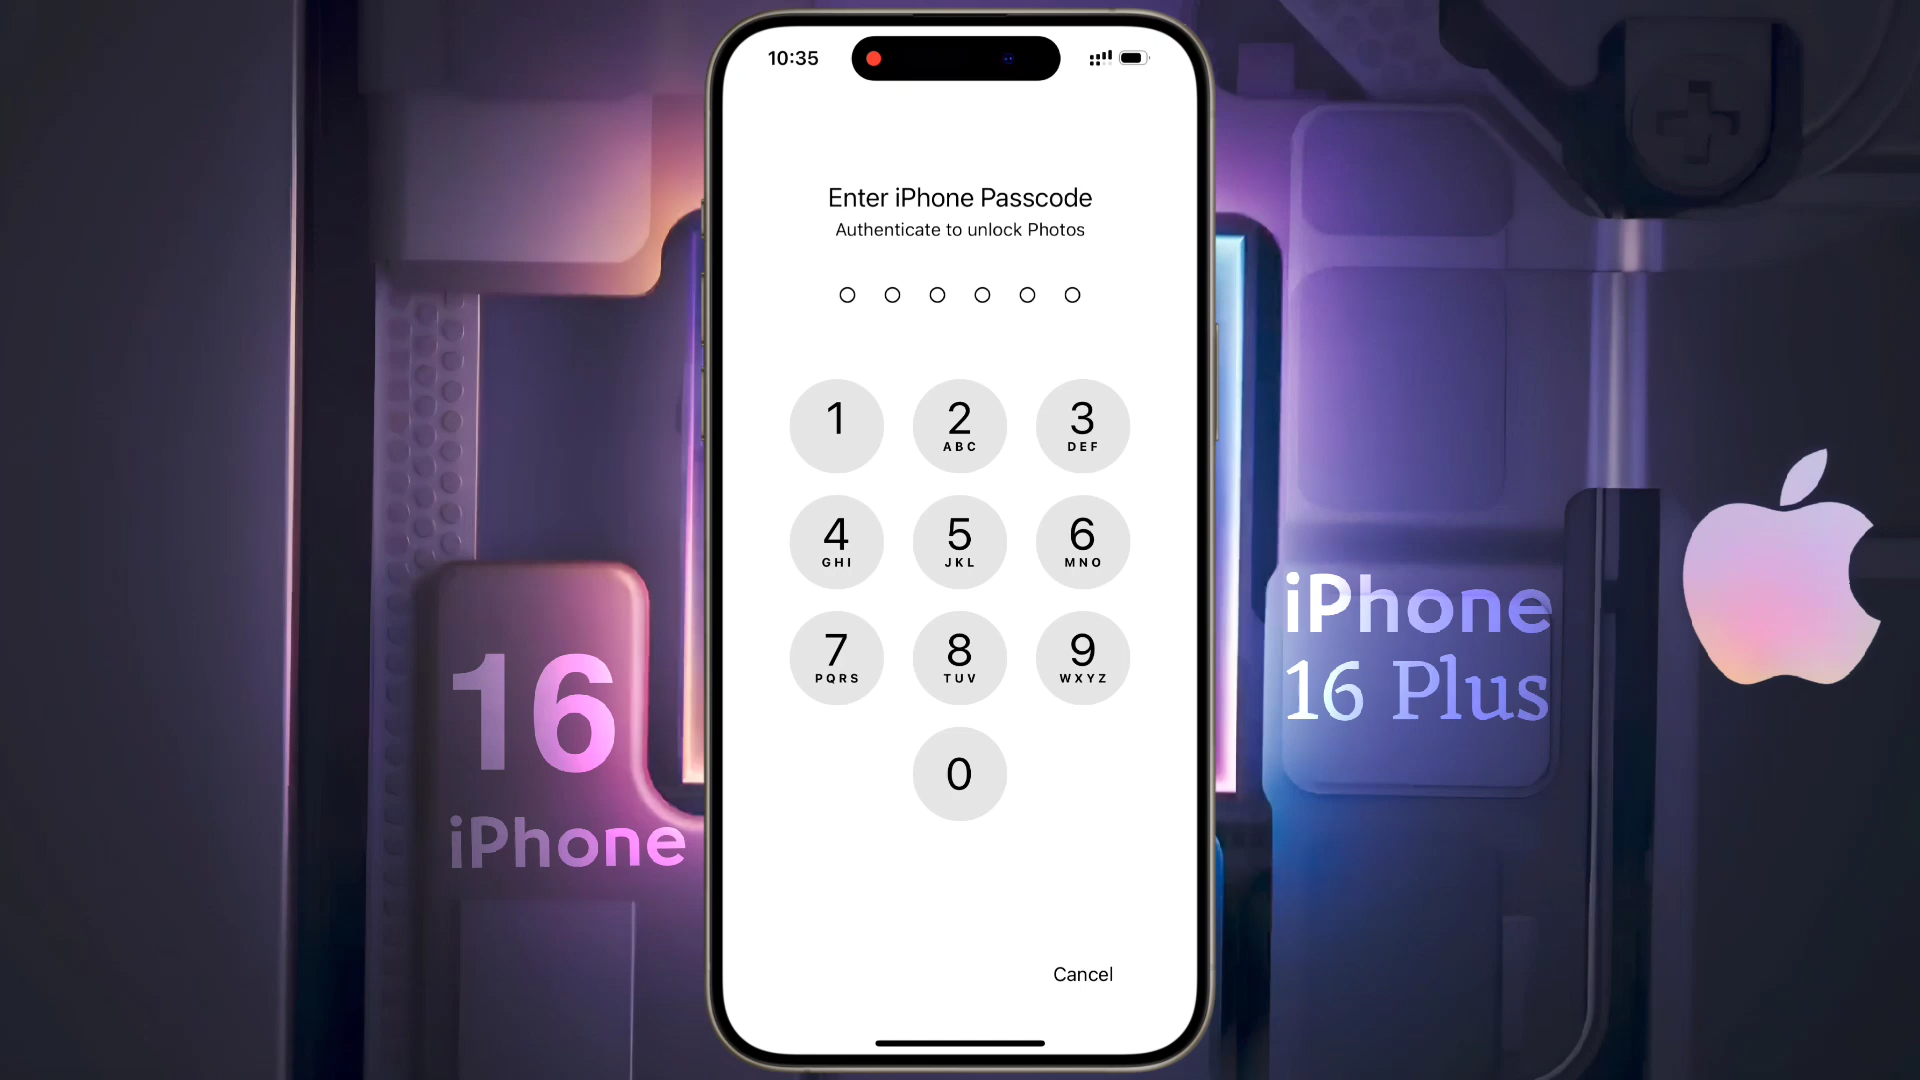 10:35
Enter iPhone Passcode
Authenticate to unlock Photos
1
2
ABC
3
DEF
4
GHI
5
JKL
6
MNO
7
PQRS
8
TUV
9
WXYZ
0
Cancel
16
iPhone
iPhone
16 Plus